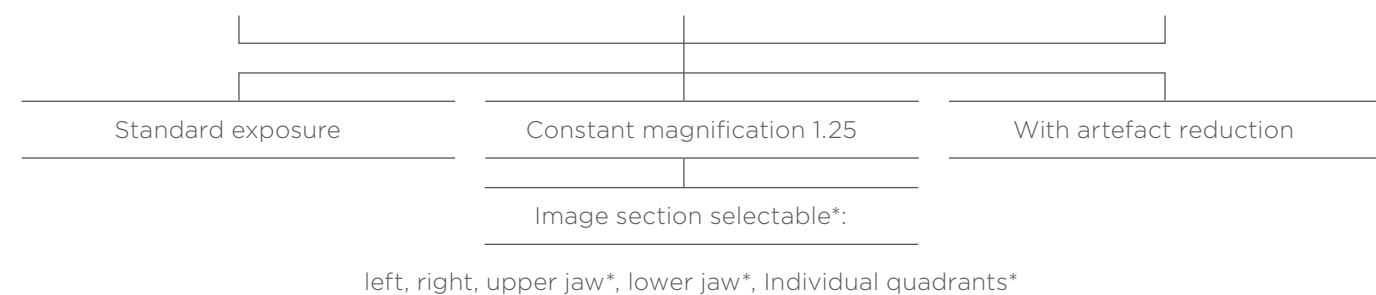 Standard exposure
Constant magnification 1.25
With artefact reduction
Image section selectable*:
left, right, upper jaw*, lower jaw*, Individual quadrants*